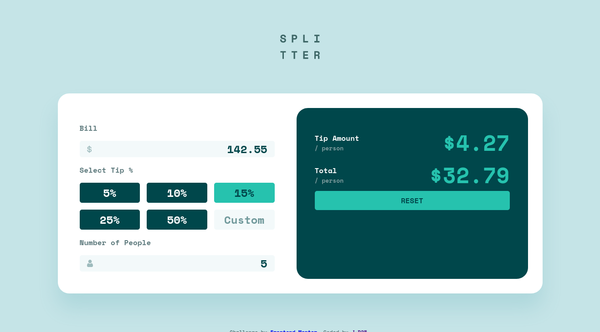 SPLI
TTER
Bill
$ 142.55
Select Tip %
5% 10% 15%
25% 50% Custom
Number of People
5
Tip Amount
/ person
$4.27
Total
/ person
$32.79
RESET
Challenge by Frontend Mentor. Coded by